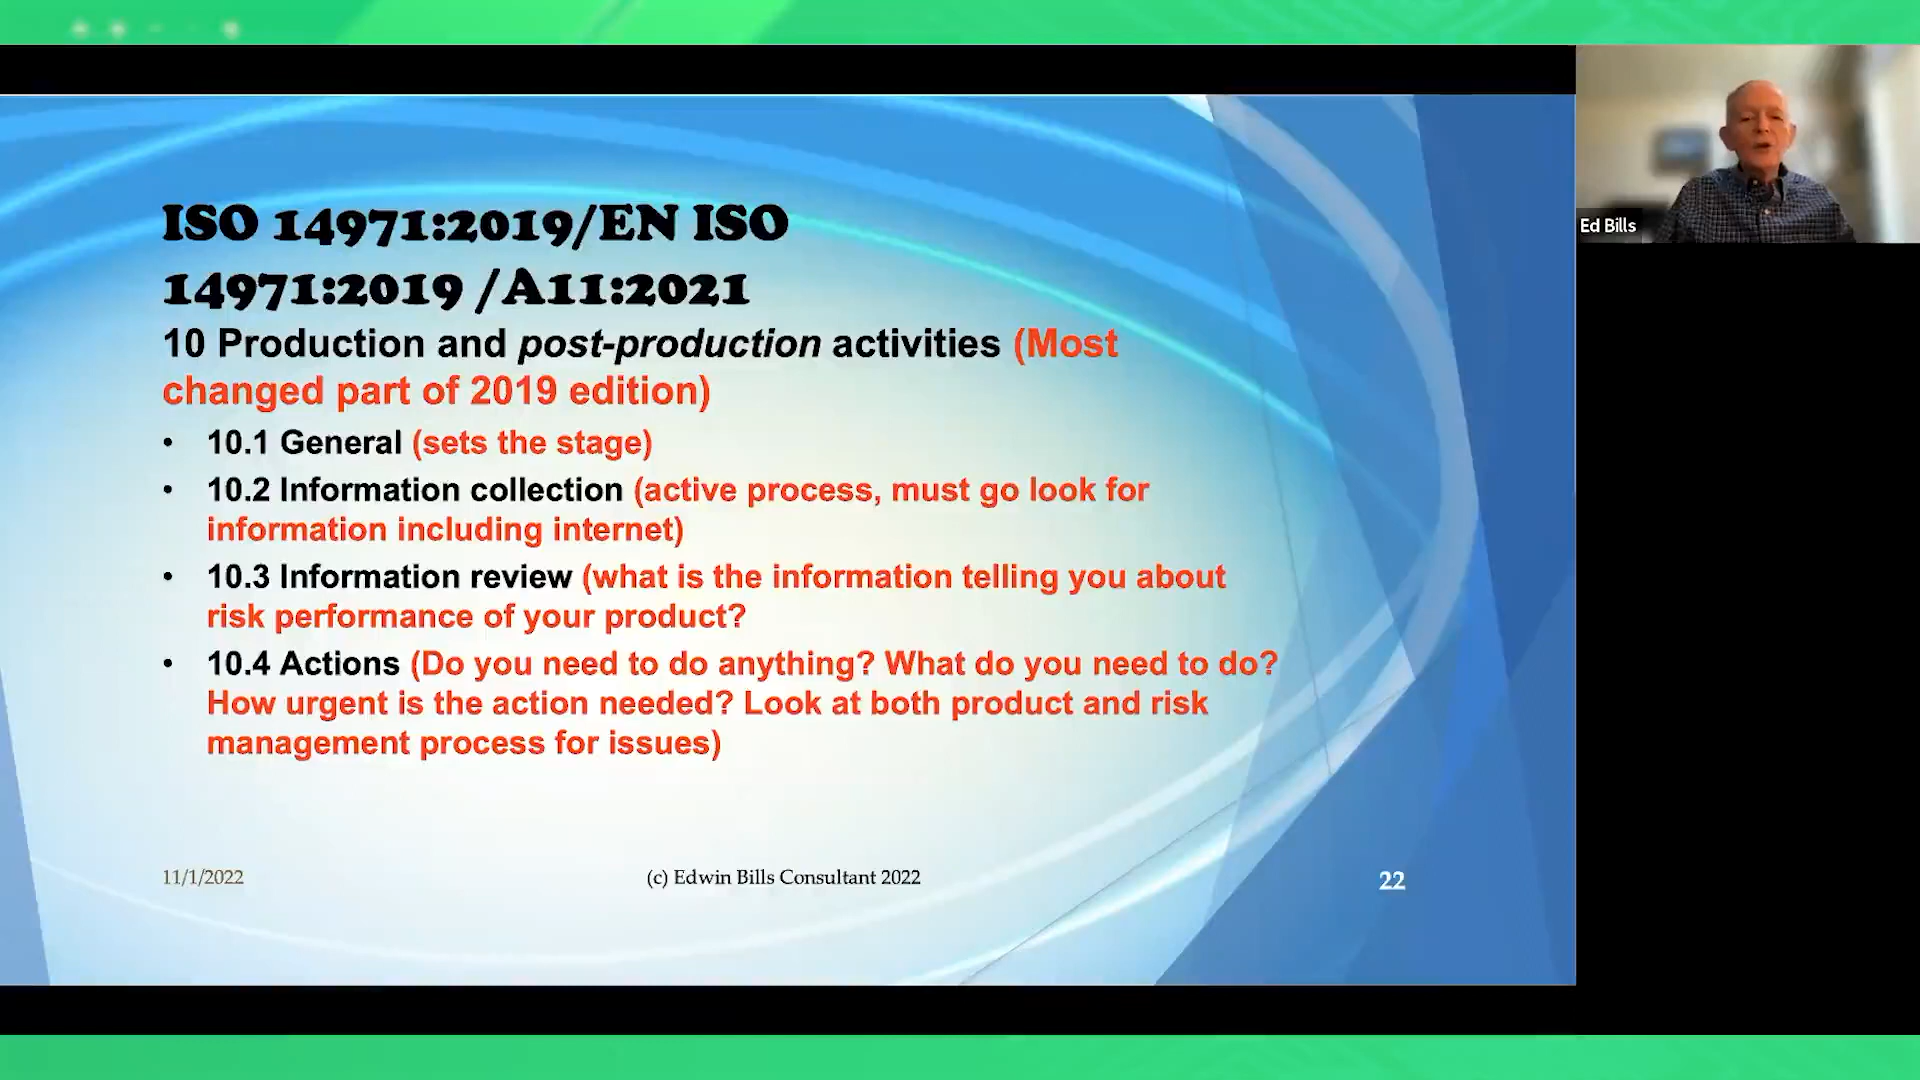 ISO 14971:2019/EN ISO
14971:2019 /A11:2021
10 Production and post-production activities (Most
changed part of 2019 edition)
• 10.1 General (sets the stage)
• 10.2 Information collection (active process, must go look for
information including internet)
• 10.3 Information review (what is the information telling you about
risk performance of your product?
• 10.4 Actions (Do you need to do anything? What do you need to do?
How urgent is the action needed? Look at both product and risk
management process for issues)
11/1/2022
(c) Edwin Bills Consultant 2022
22
Ed Bills